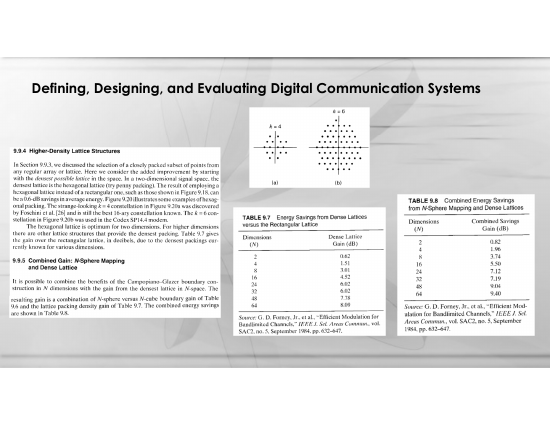 Defining, Designing, and Evaluating Digital Communication Systems
9.9.4 Higher-Density Lattice Structures
In Section 9.9.3, we discussed the selection of a closely packed subset of points from
any regular array or lattice. Here we consider the added improvement by starting
with the densest possible lattice in the space. In a two-dimensional signal space, the
densest lattice is the hexagonal lattice (try penny packing). The result of employing a
hexagonal lattice instead of a rectangular one, such as those shown in Figure 9.18, can
be a 0.6-dB savings in average energy. Figure 9.20 illustrates some examples of hexag-
onal packing. The strange-looking k = 4 constellation in Figure 9.20a was discovered
by Foschini et al. [26] and is still the best 16-ary constellation known. The k = 6 con-
stellation in Figure 9.20b was used in the Codex SP14.4 modem.
The hexagonal lattice is optimum for two dimensions. For higher dimensions
there are other lattice structures that provide the densest packing. Table 9.7 gives
the gain over the rectangular lattice, in decibels, due to the densest packings cur-
rently known for various dimensions.
9.9.5 Combined Gain: N-Sphere Mapping
and Dense Lattice
It is possible to combine the benefits of the Campopiano-Glazer boundary con-
struction in N dimensions with the gain from the densest lattice in N-space. The
resulting gain is a combination of N-sphere versus N-cube boundary gain of Table
9.6 and the lattice packing density gain of Table 9.7. The combined energy savings
are shown in Table 9.8.
k = 4
k = 6
(a)
(b)
TABLE 9.7 Energy Savings from Dense Lattices
versus the Rectangular Lattice
Dimensions Dense Lattice
(N) Gain (dB)
2 0.62
4 1.51
8 3.01
16 4.52
24 6.02
32 6.02
48 7.78
64 8.09
Source: G. D. Forney, Jr., et al., "Efficient Modulation for
Bandlimited Channels," IEEE J. Sel. Areas Commun., vol.
SAC2, no. 5, September 1984, pp. 632–647.
TABLE 9.8 Combined Energy Savings
from N-Sphere Mapping and Dense Lattices
Dimensions Combined Savings
(N) Gain (dB)
2 0.82
4 1.96
8 3.74
16 5.50
24 7.12
32 7.19
48 9.04
64 9.40
Source: G. D. Forney, Jr., et al., "Efficient Mod-
ulation for Bandlimited Channels," IEEE J. Sel.
Areas Commun., vol. SAC2, no. 5, September
1984, pp. 632–647.